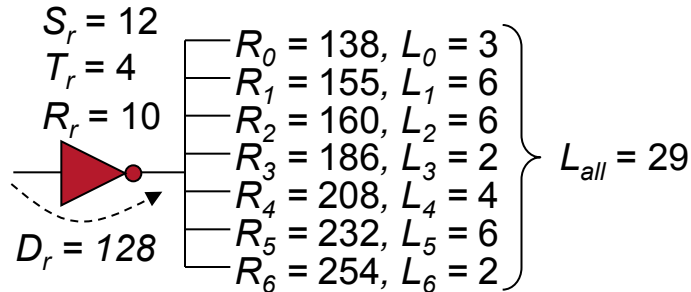 Sr = 12
Tr = 4
Rr = 10
Dr = 128
R0 = 138, L0 = 3
R1 = 155, L1 = 6
R2 = 160, L2 = 6
R3 = 186, L3 = 2
R4 = 208, L4 = 4
R5 = 232, L5 = 6
R6 = 254, L6 = 2
Lall = 29